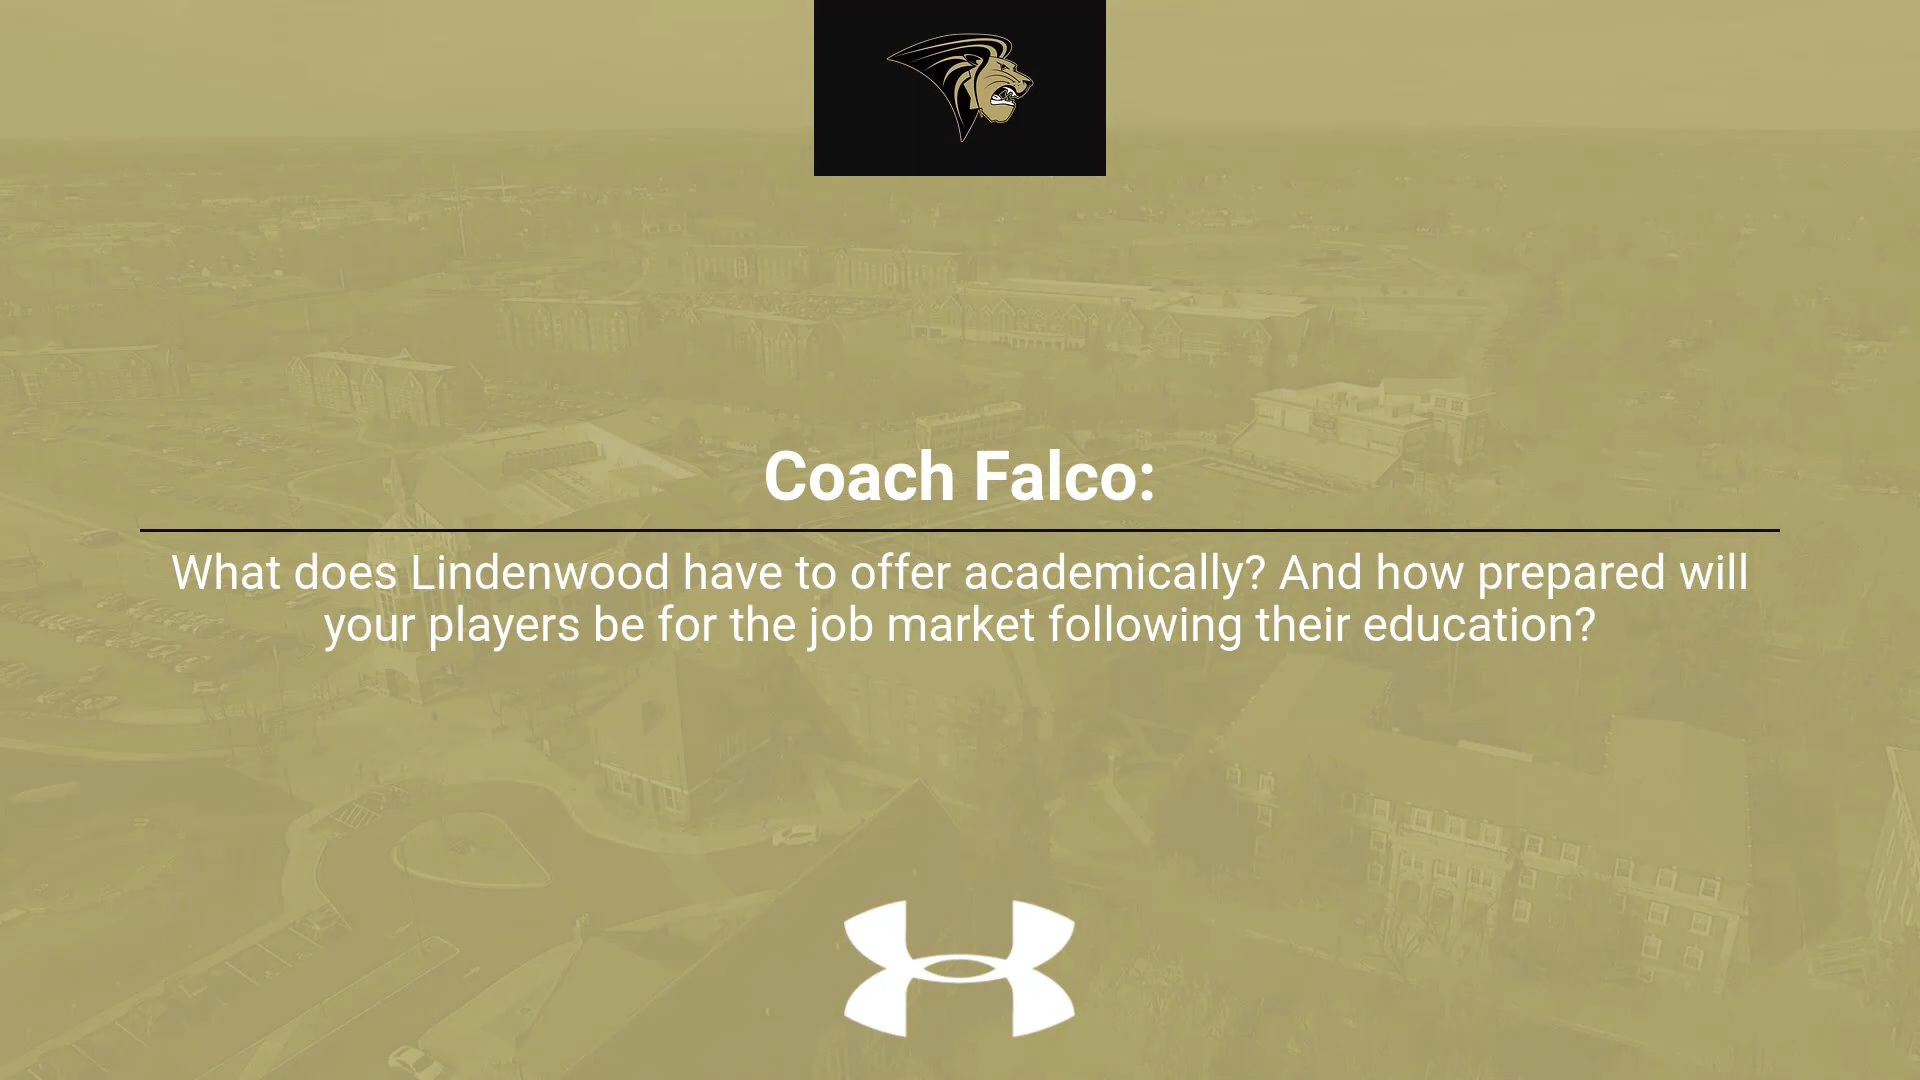 Coach Falco:
What does Lindenwood have to offer academically? And how prepared will
your players be for the job market following their education?